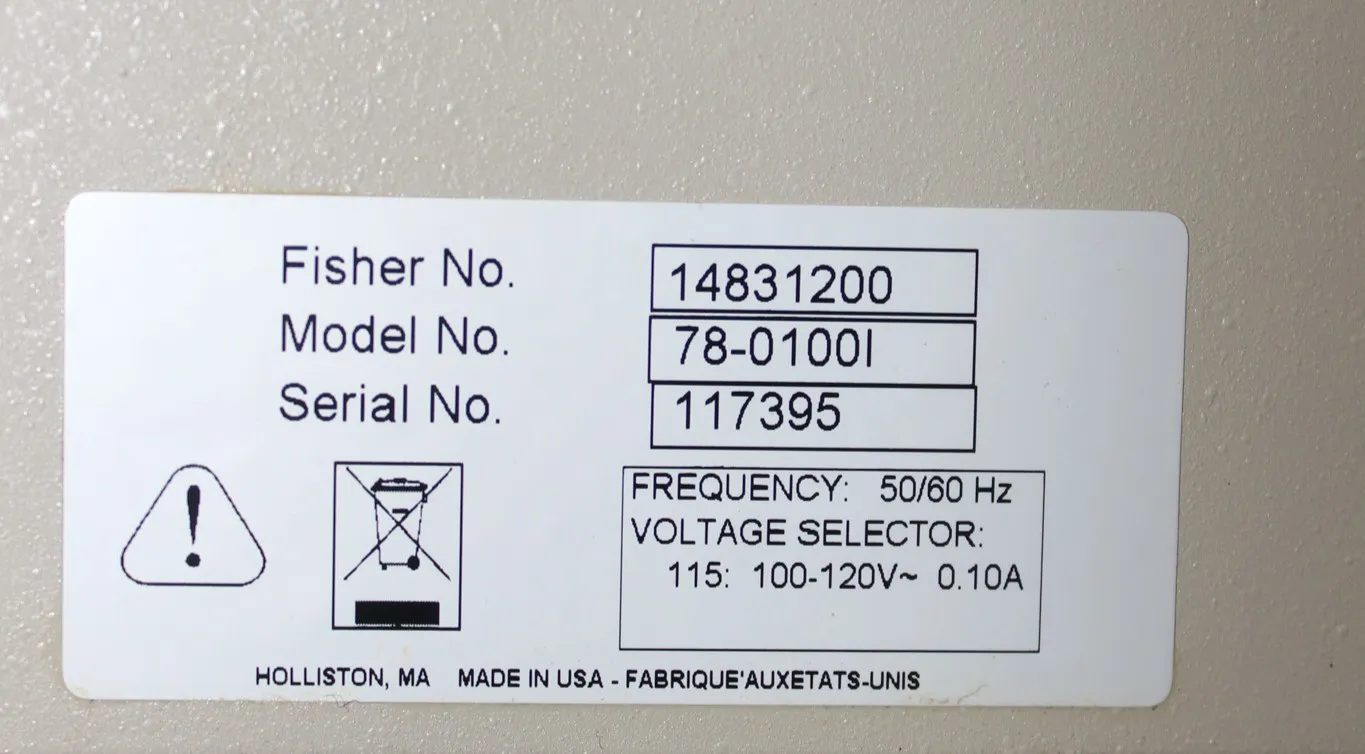 Fisher No. 14831200
Model No. 78-0100I
Serial No. 117395
FREQUENCY: 50/60 Hz
VOLTAGE SELECTOR:
115: 100-120V~ 0.10A
HOLLISTON, MA MADE IN USA - FABRIQUE'AUXETATS-UNIS